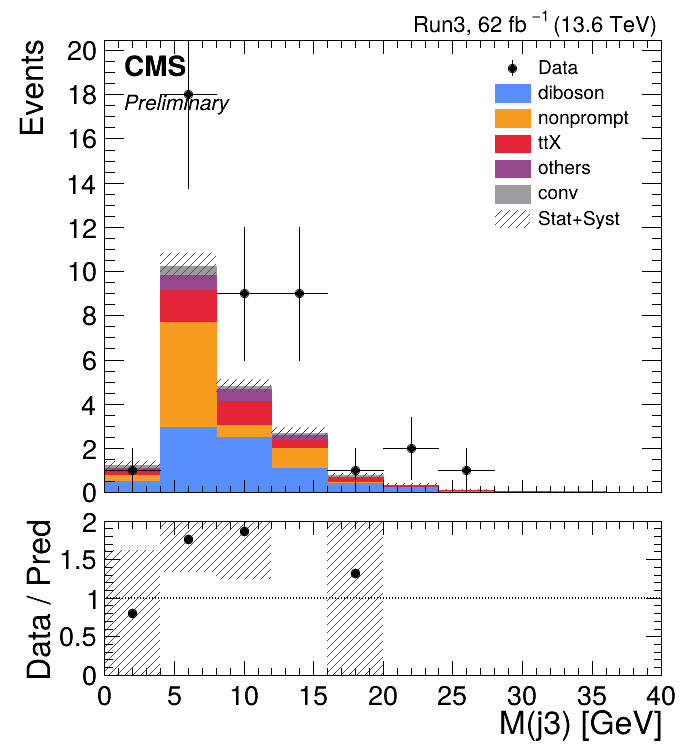 Run3, 62 fb⁻¹ (13.6 TeV)
Events
20
18
16
14
12
10
8
6
4
2
0
CMS
Preliminary
Data
diboson
nonprompt
ttX
others
conv
Stat+Syst
Data / Pred
2
1.5
1
0.5
0
0 5 10 15 20 25 30 35 40
M(j3) [GeV]